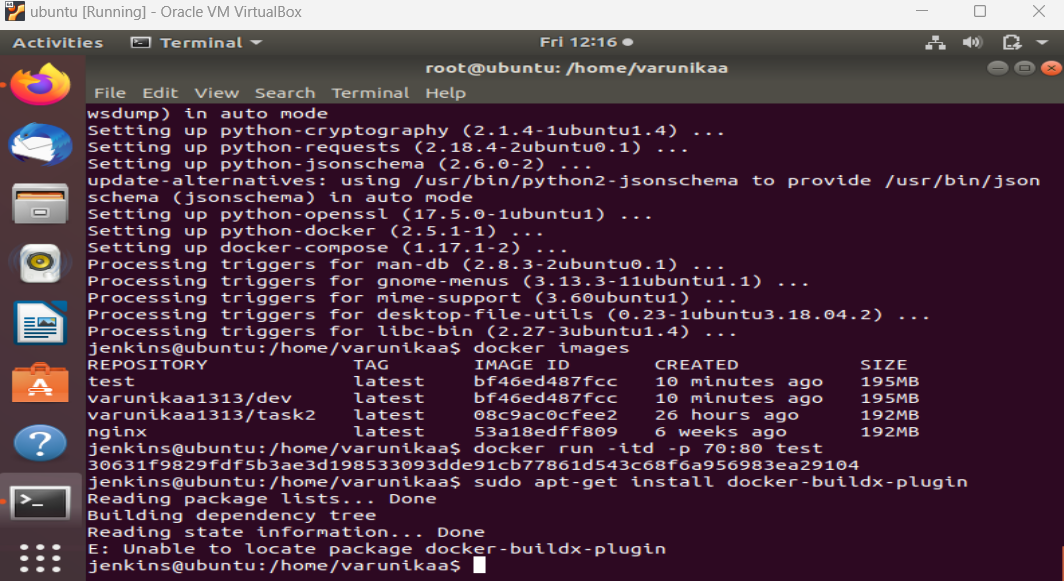 ubuntu [Running] - Oracle VM VirtualBox
Activities Terminal Fri 12:16
root@ubuntu: /home/varunikaa
File Edit View Search Terminal Help
wsdump) in auto mode
Setting up python-cryptography (2.1.4-1ubuntu1.4) ...
Setting up python-requests (2.18.4-2ubuntu0.1) ...
Setting up python-jsonschema (2.6.0-2) ...
update-alternatives: using /usr/bin/python2-jsonschema to provide /usr/bin/json
schema (jsonschema) in auto mode
Setting up python-openssl (17.5.0-1ubuntu1) ...
Setting up python-docker (2.5.1-1) ...
Setting up docker-compose (1.17.1-2) ...
Processing triggers for man-db (2.8.3-2ubuntu0.1) ...
Processing triggers for gnome-menus (3.13.3-11ubuntu1.1) ...
Processing triggers for mime-support (3.60ubuntu1) ...
Processing triggers for desktop-file-utils (0.23-1ubuntu3.18.04.2) ...
Processing triggers for libc-bin (2.27-3ubuntu1.4) ...
jenkins@ubuntu:/home/varunikaa$ docker images
REPOSITORY TAG IMAGE ID CREATED SIZE
test latest bf46ed487fcc 10 minutes ago 195MB
varunikaa1313/dev latest bf46ed487fcc 10 minutes ago 195MB
varunikaa1313/task2 latest 08c9ac0cfee2 26 hours ago 192MB
nginx latest 53a18edff809 6 weeks ago 192MB
jenkins@ubuntu:/home/varunikaa$ docker run -itd -p 70:80 test
30631f9829fdf5b3ae3d198533093dde91cb77861d543c68f6a956983ea29104
jenkins@ubuntu:/home/varunikaa$ sudo apt-get install docker-buildx-plugin
Reading package lists... Done
Building dependency tree
Reading state information... Done
E: Unable to locate package docker-buildx-plugin
jenkins@ubuntu:/home/varunikaa$